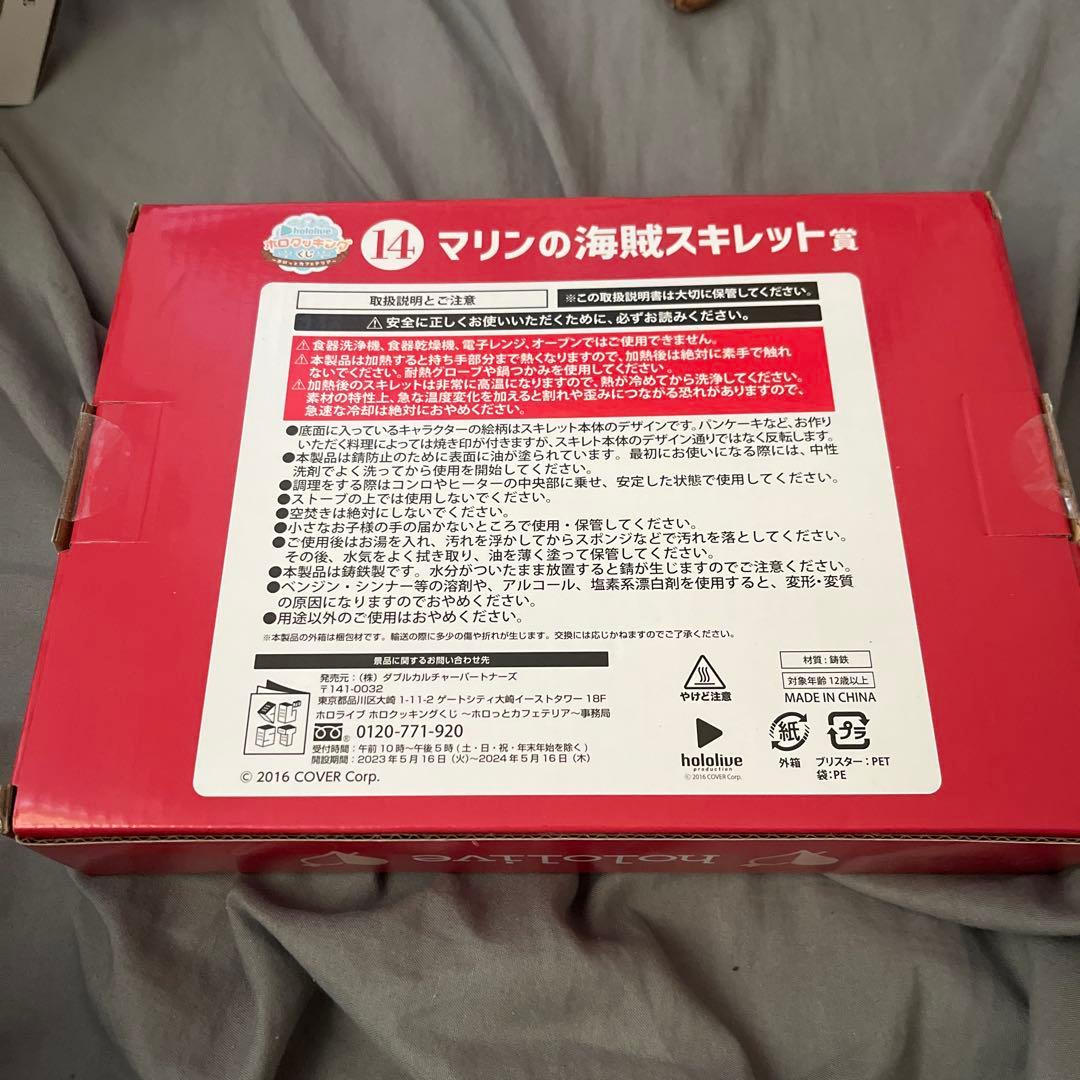 hololive
ホロクッキング
くじ
～ホロっとカフェテリア～
14 マリンの海賊スキレット賞
取扱説明とご注意
※この取扱説明書は大切に保管してください。
⚠安全に正しくお使いいただくために、必ずお読みください。
⚠食器洗浄機、食器乾燥機、電子レンジ、オーブンではご使用できません。
⚠本製品は加熱すると持ち手部分まで熱くなりますので、加熱後は絶対に素手で触れ
ないでください。耐熱グローブや鍋つかみを使用してください。
⚠加熱後のスキレットは非常に高温になりますので、熱が冷めてから洗浄してください。
素材の特性上、急な温度変化を加えると割れや歪みにつながる恐れがありますので、
急速な冷却は絶対におやめください。
●底面に入っているキャラクターの絵柄はスキレット本体のデザインです。パンケーキなど、お作り
いただく料理によっては焼き印が付きますが、スキレト本体のデザイン通りではなく反転します。
●本製品は錆防止のために表面に油が塗られています。最初にお使いになる際には、中性
洗剤でよく洗ってから使用を開始してください。
●調理をする際はコンロやヒーターの中央部に乗せ、安定した状態で使用してください。
●ストーブの上では使用しないでください。
●空焚きは絶対にしないでください。
●小さなお子様の手の届かないところで使用・保管してください。
●ご使用後はお湯を入れ、汚れを浮かしてからスポンジなどで汚れを落としてください。
その後、水気をよく拭き取り、油を薄く塗って保管してください。
●本製品は鋳鉄製です。水分がついたまま放置すると錆が生じますのでご注意ください。
●ベンジン・シンナー等の溶剤や、アルコール、塩素系漂白剤を使用すると、変形・変質
の原因になりますのでおやめください。
●用途以外のご使用はおやめください。
※本製品の外箱は梱包材です。輸送の際に多少の傷や折れが生じます。交換には応じかねますのでご了承ください。
景品に関するお問い合わせ先
発売元：（株）ダブルカルチャーパートナーズ
〒141-0032
東京都品川区大崎 1-11-2 ゲートシティ大崎イーストタワー 18F
ホロライブ ホロクッキングくじ ～ホロっとカフェテリア～事務局
0120-771-920
受付時間：午前10時～午後5時（土・日・祝・年末年始を除く）
開設期間：2023年5月16日（火）～2024年5月16日（木）
© 2016 COVER Corp.
やけど注意
hololive
production
© 2016 COVER Corp.
材質：鋳鉄
対象年齢 12歳以上
MADE IN CHINA
紙
外箱
プラ
ブリスター：PET
袋：PE
hololive